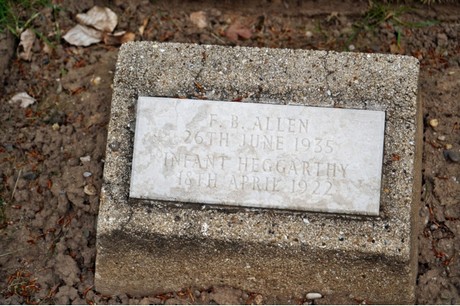 F. B. ALLEN
26TH JUNE 1935
INFANT HEGGARTHY
18TH APRIL 1922